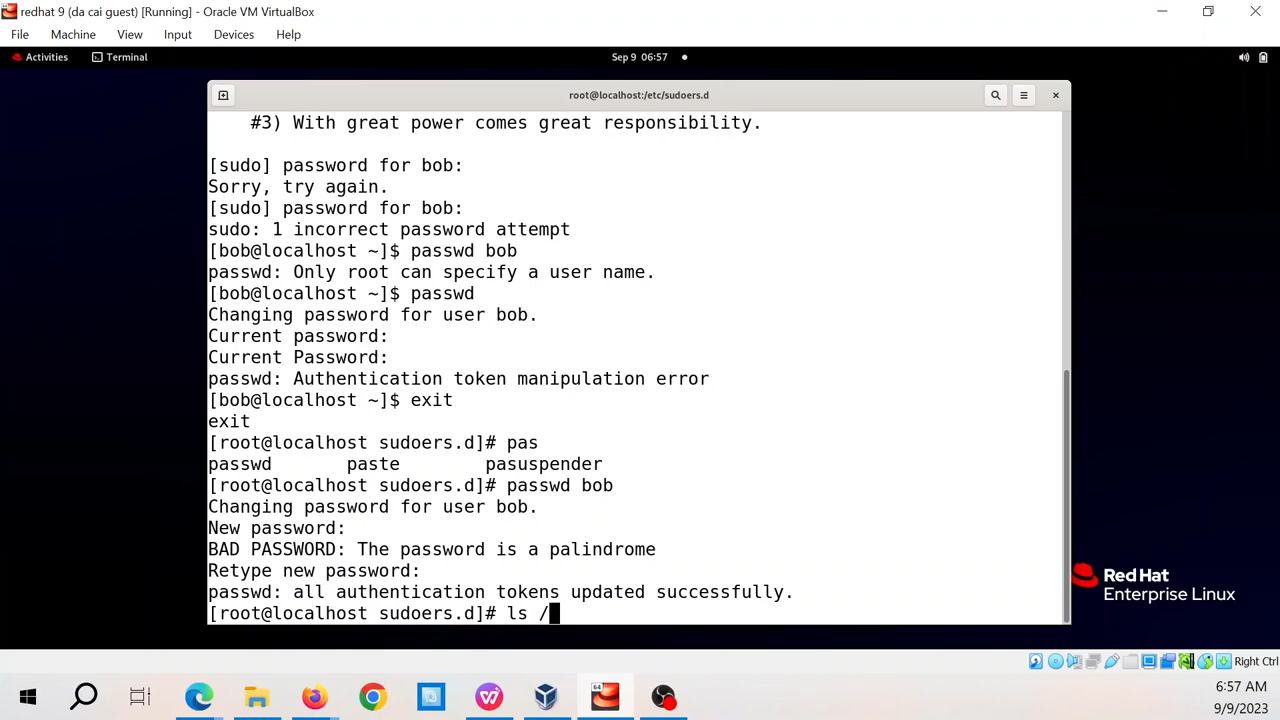 redhat 9 (da cai guest) [Running] - Oracle VM VirtualBox
File Machine View Input Devices Help
Activities Terminal Sep 9 06:57
root@localhost:/etc/sudoers.d
#3) With great power comes great responsibility.
[sudo] password for bob:
Sorry, try again.
[sudo] password for bob:
sudo: 1 incorrect password attempt
[bob@localhost ~]$ passwd bob
passwd: Only root can specify a user name.
[bob@localhost ~]$ passwd
Changing password for user bob.
Current password:
Current Password:
passwd: Authentication token manipulation error
[bob@localhost ~]$ exit
exit
[root@localhost sudoers.d]# pas
passwd paste pasuspender
[root@localhost sudoers.d]# passwd bob
Changing password for user bob.
New password:
BAD PASSWORD: The password is a palindrome
Retype new password:
passwd: all authentication tokens updated successfully.
[root@localhost sudoers.d]# ls /
Red Hat
Enterprise Linux
Right Ctrl
64
6:57 AM
9/9/2023